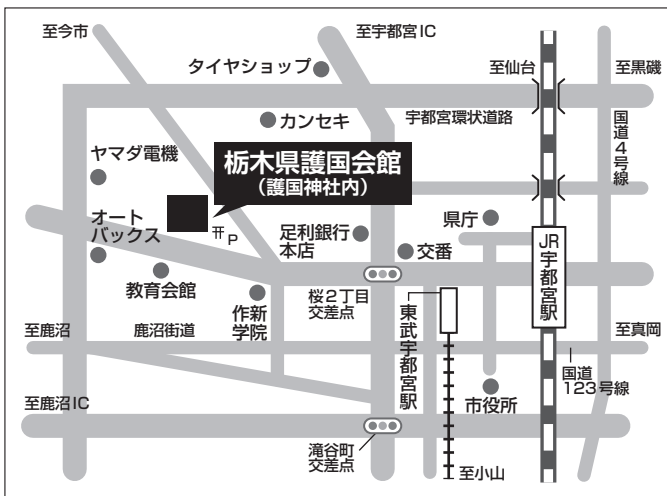 至今市
至宇都宮IC
タイヤショップ
至仙台
至黒磯
カンセキ
宇都宮環状道路
国道4号線
ヤマダ電機
栃木県護国会館
(護国神社内)
オート
バックス
P
足利銀行
本店
県庁
交番
JR宇都宮駅
教育会館
作新
学院
桜2丁目
交差点
東武宇都宮駅
至鹿沼
鹿沼街道
至真岡
国道
123号線
至鹿沼IC
市役所
滝谷町
交差点
至小山